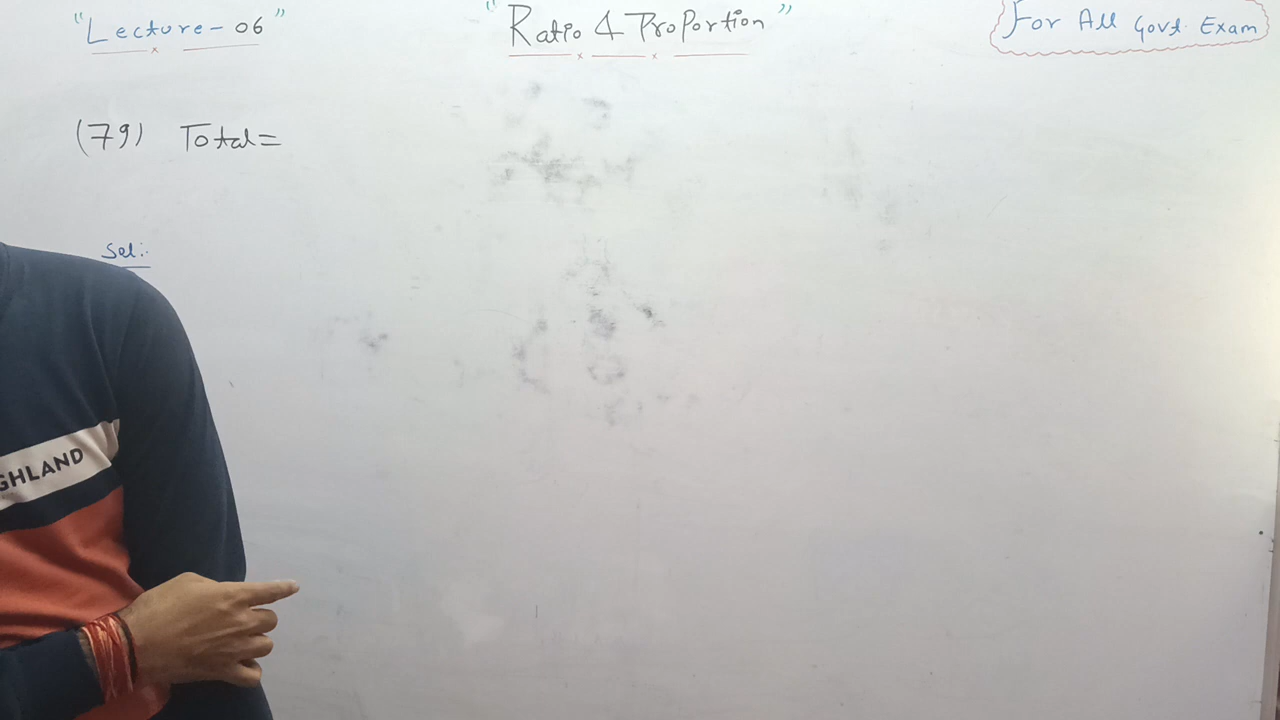 "Lecture-06"
"Ratio & Proportion"
For All Govt. Exam
(79) Total=
Sol:-
GHLAND